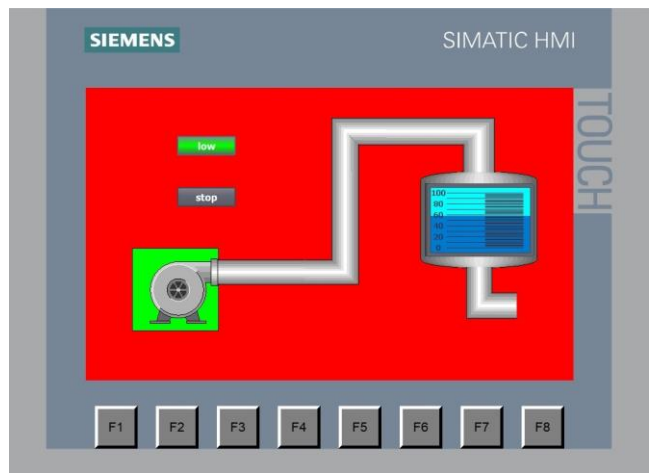 SIEMENS
SIMATIC HMI
TOUCH
low
stop
100
80
60
40
20
0
F1 F2 F3 F4 F5 F6 F7 F8